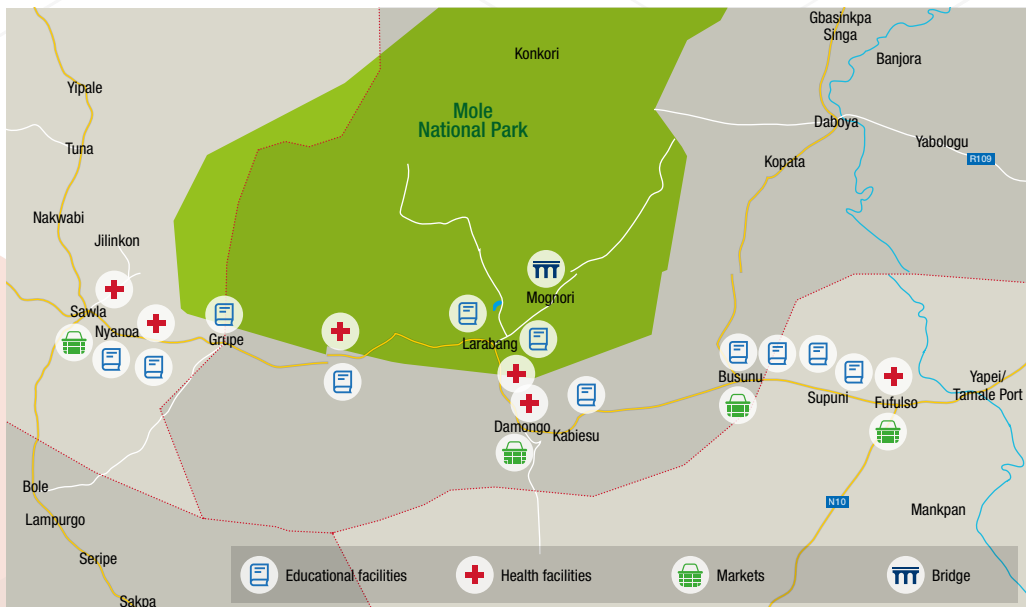 Gbasinkpa
Singa
Konkori
Banjora
Yipale
Mole
National Park
Daboya
Tuna
Yabologu
R109
Kopata
Nakwabi
Jilinkon
Mognori
Sawla
Nyanoa
Grupe
Larabang
Busunu
Yapei/
Tamale Port
Supuni
Fufulso
Damongo
Kabiesu
Bole
N10
Mankpan
Lampurgo
Seripe
Sakpa
Educational facilities
Health facilities
Markets
Bridge